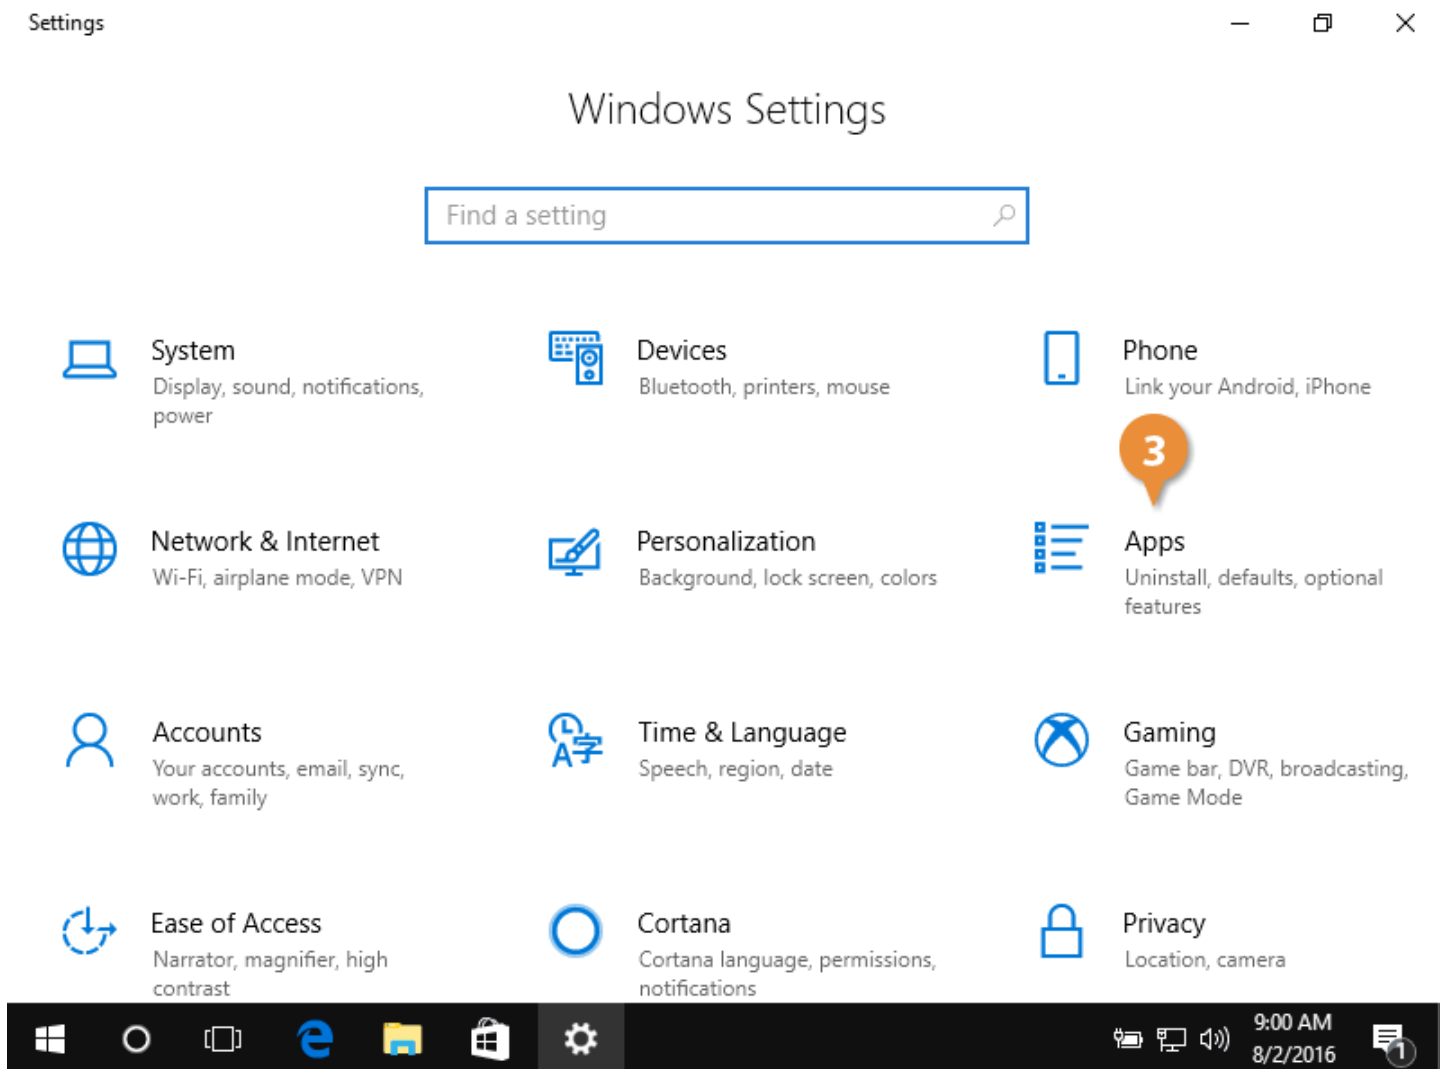 Settings
Windows Settings
Find a setting
System
Display, sound, notifications,
power
Devices
Bluetooth, printers, mouse
Phone
Link your Android, iPhone
3
Network & Internet
Wi-Fi, airplane mode, VPN
Personalization
Background, lock screen, colors
Apps
Uninstall, defaults, optional
features
Accounts
Your accounts, email, sync,
work, family
A字
Time & Language
Speech, region, date
Gaming
Game bar, DVR, broadcasting,
Game Mode
Ease of Access
Narrator, magnifier, high
contrast
Cortana
Cortana language, permissions,
notifications
Privacy
Location, camera
9:00 AM
8/2/2016
1